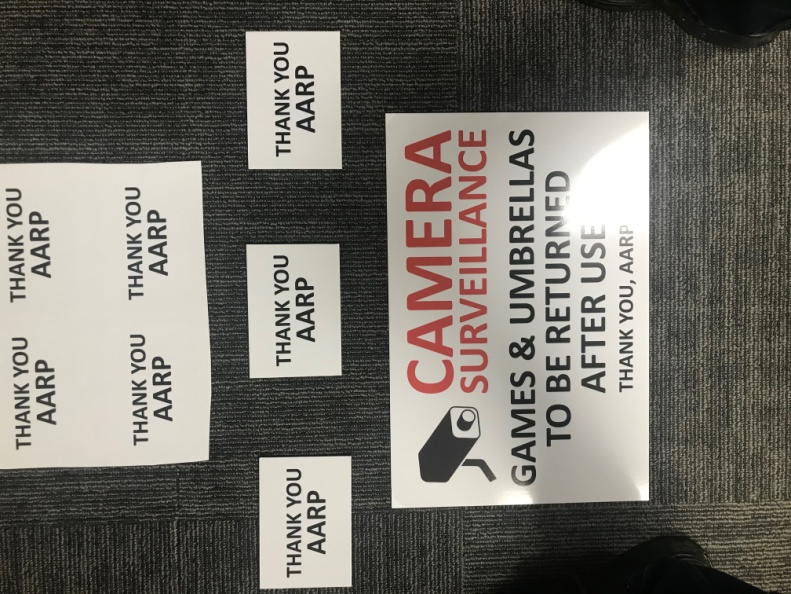 THANK YOU
AARP
THANK YOU
AARP
THANK YOU
AARP
THANK YOU
AARP
THANK YOU
AARP
THANK YOU
AARP
THANK YOU
AARP
CAMERA
SURVEILLANCE
GAMES & UMBRELLAS
TO BE RETURNED
AFTER USE
THANK YOU, AARP